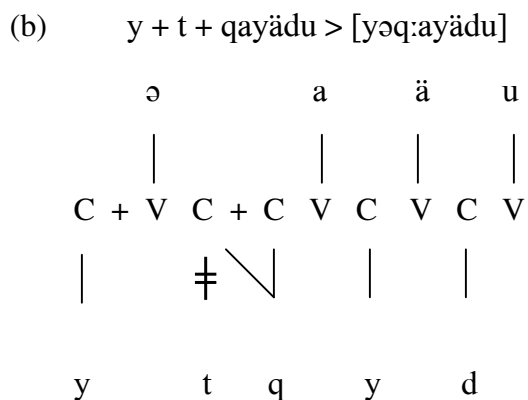 (b) y + t + qayädu > [yəq:ayädu]
ə a ä u
C + V C + C V C V C V
y t q y d